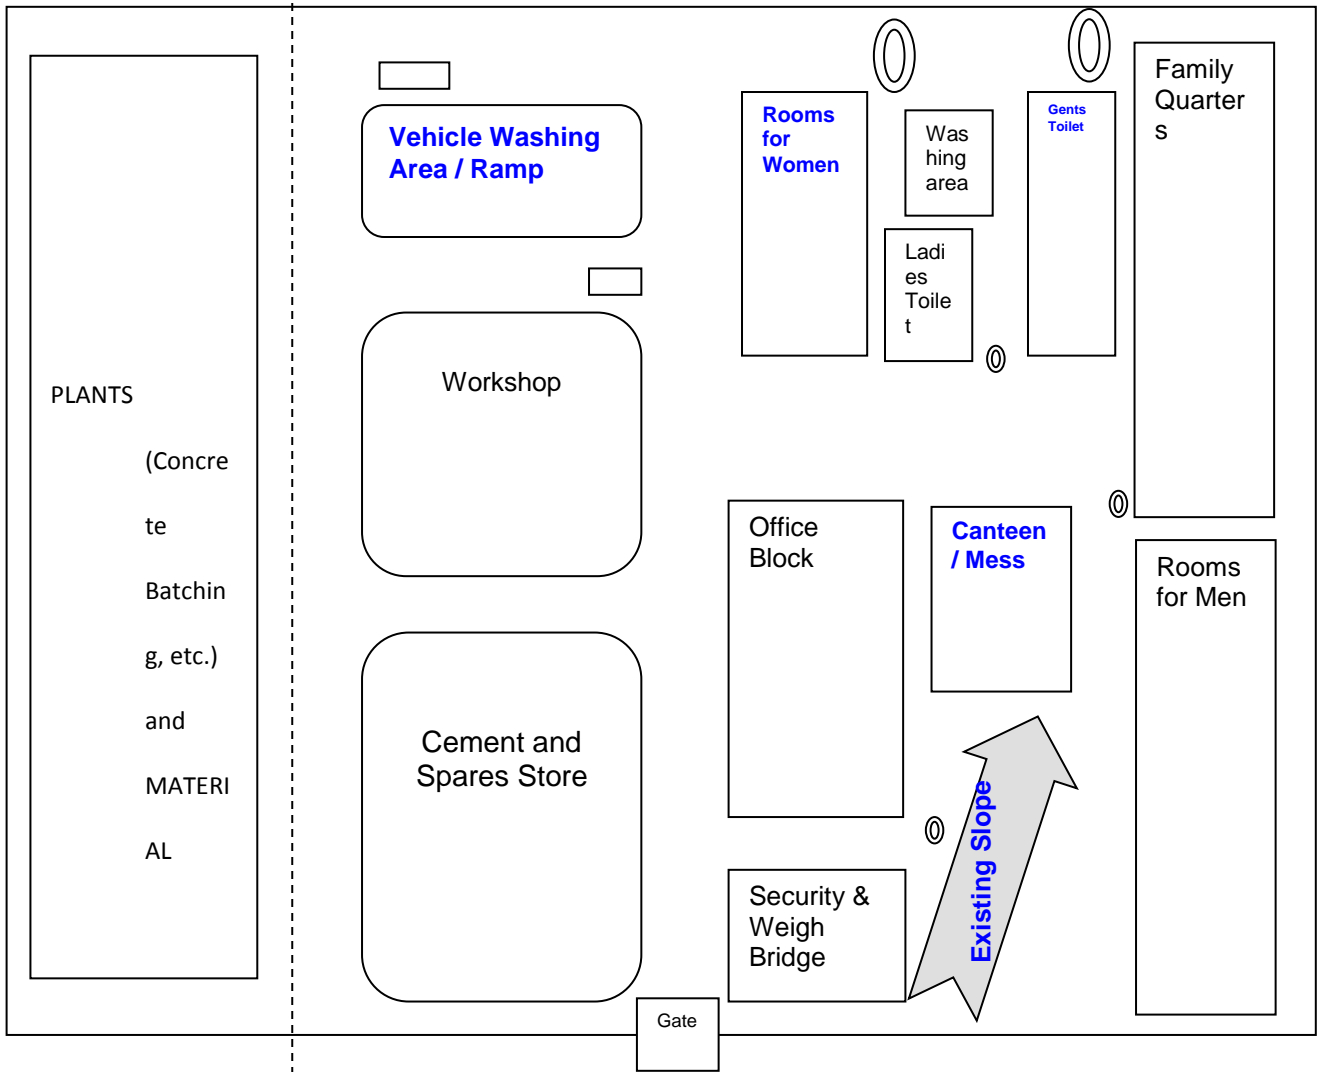 PLANTS
(Concre
te
Batchin
g, etc.)
and
MATERI
AL
Vehicle Washing
Area / Ramp
Workshop
Cement and
Spares Store
Rooms
for
Women
Was
hing
area
Ladi
es
Toile
t
Gents
Toilet
Family
Quarter
s
Office
Block
Canteen
/ Mess
Rooms
for Men
Existing Slope
Security &
Weigh
Bridge
Gate